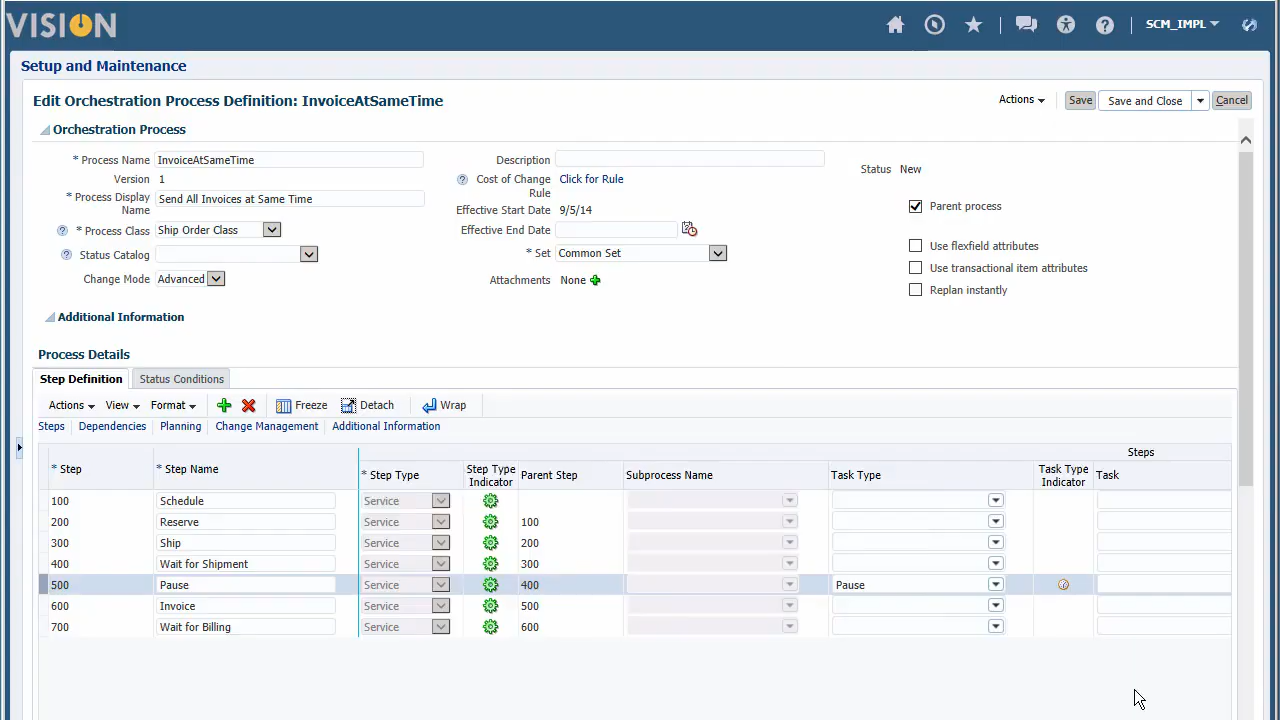 VISION
SCM_IMPL
Setup and Maintenance
Edit Orchestration Process Definition: InvoiceAtSameTime
Actions
Save
Save and Close
Cancel
Orchestration Process
* Process Name InvoiceAtSameTime
Version 1
* Process Display Name Send All Invoices at Same Time
* Process Class Ship Order Class
Status Catalog
Change Mode Advanced
Description
Cost of Change Rule Click for Rule
Effective Start Date 9/5/14
Effective End Date
* Set Common Set
Attachments None
Status New
Parent process
Use flexfield attributes
Use transactional item attributes
Replan instantly
Additional Information
Process Details
Step Definition Status Conditions
Actions View Format Freeze Detach Wrap
Steps Dependencies Planning Change Management Additional Information
Steps
* Step * Step Name * Step Type Step Type Indicator Parent Step Subprocess Name Task Type Task Type Indicator Task
100 Schedule Service
200 Reserve Service 100
300 Ship Service 200
400 Wait for Shipment Service 300
500 Pause Service 400 Pause
600 Invoice Service 500
700 Wait for Billing Service 600